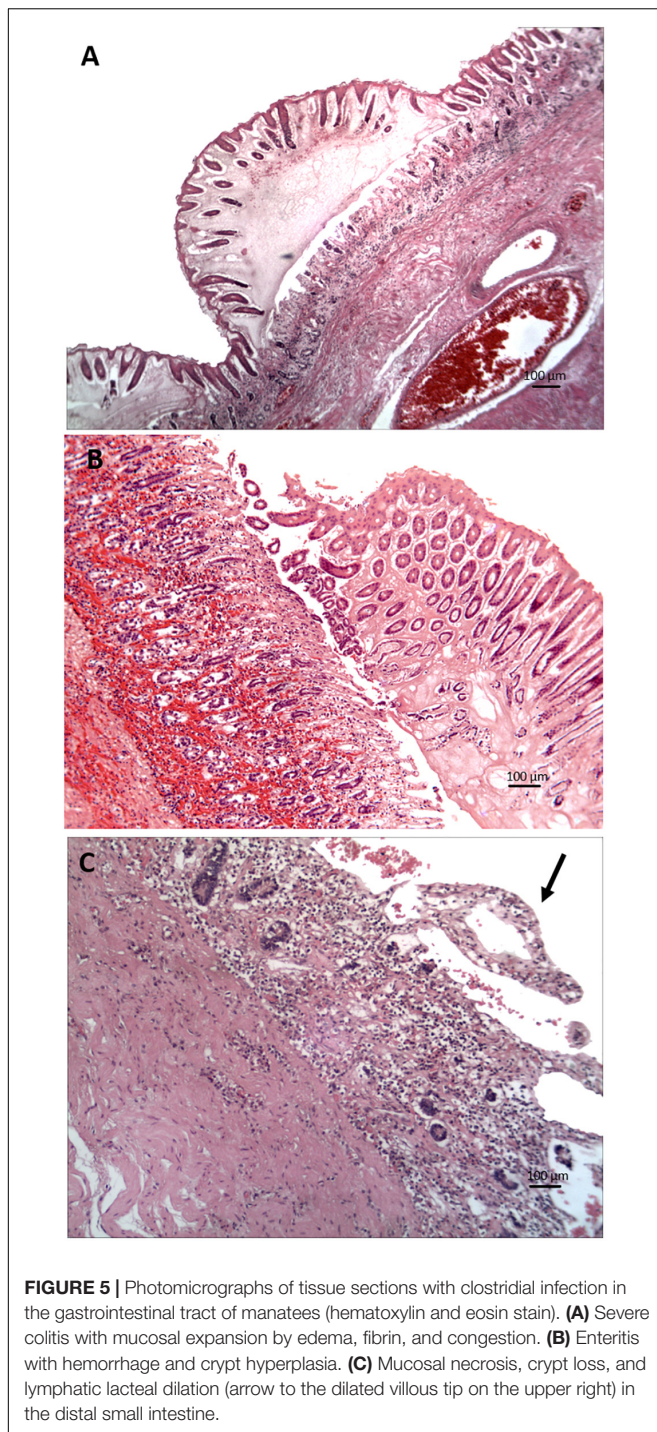 A
100 µm
B
100 µm
C
100 µm
FIGURE 5 | Photomicrographs of tissue sections with clostridial infection in
the gastrointestinal tract of manatees (hematoxylin and eosin stain). (A) Severe
colitis with mucosal expansion by edema, fibrin, and congestion. (B) Enteritis
with hemorrhage and crypt hyperplasia. (C) Mucosal necrosis, crypt loss, and
lymphatic lacteal dilation (arrow to the dilated villous tip on the upper right) in
the distal small intestine.